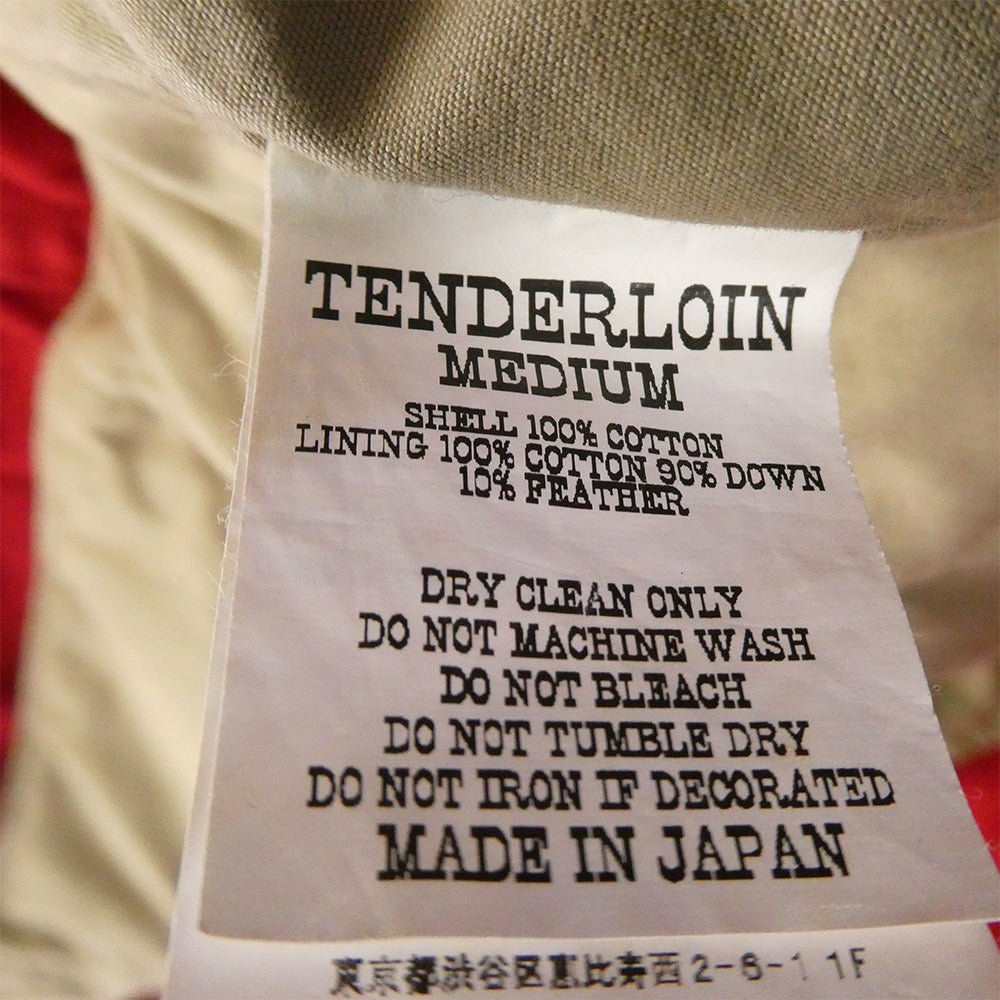 TENDERLOIN
MEDIUM
SHELL 100% COTTON
LINING 100% COTTON 90% DOWN
10% FEATHER
DRY CLEAN ONLY
DO NOT MACHINE WASH
DO NOT BLEACH
DO NOT TUMBLE DRY
DO NOT IRON IF DECORATED
MADE IN JAPAN
東京都渋谷区恵比寿西2-6-1 1F